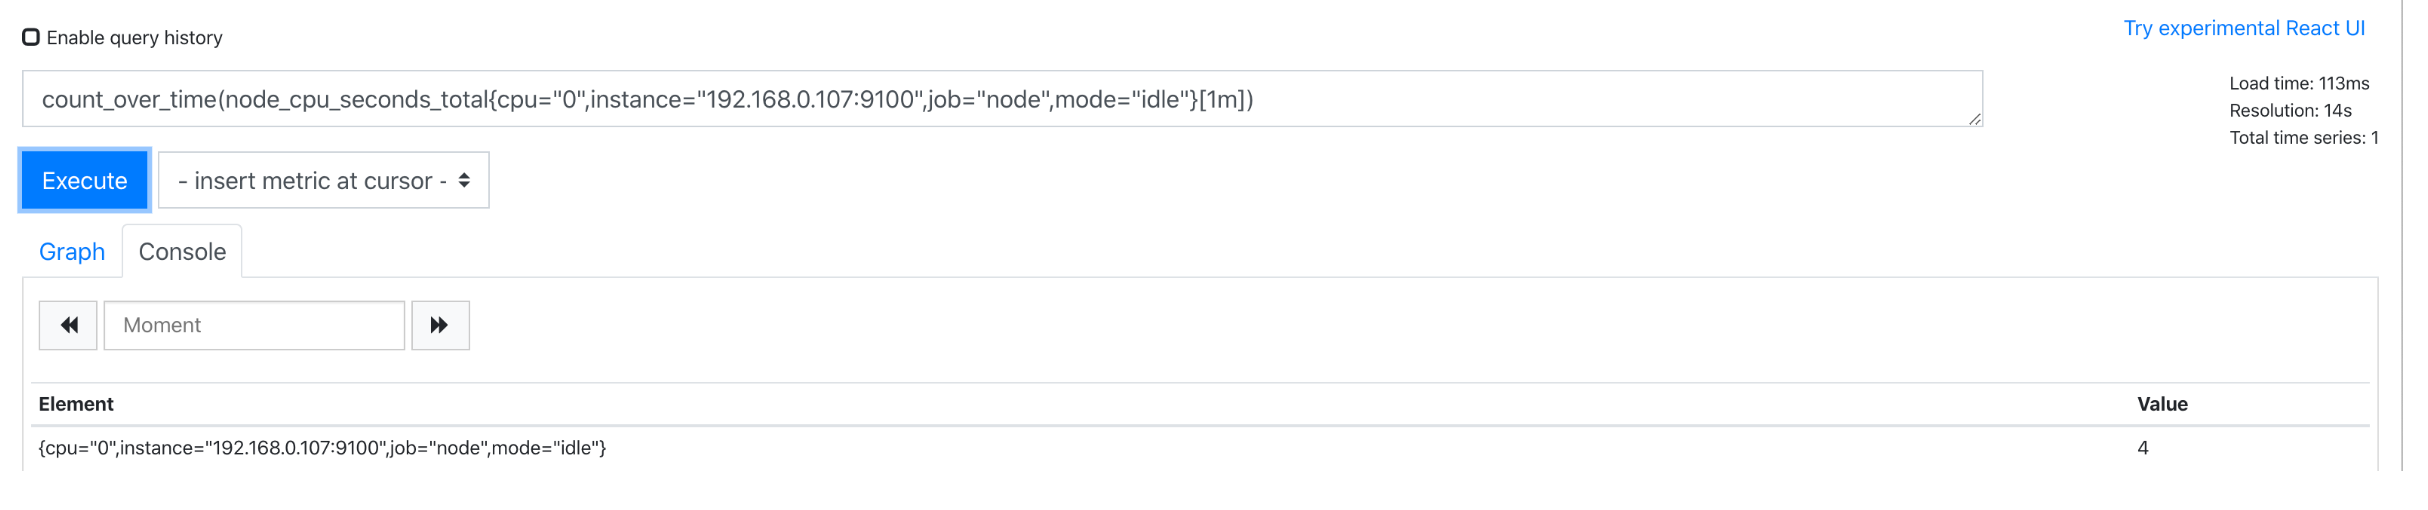 Enable query history
Try experimental React UI
count_over_time(node_cpu_seconds_total{cpu="0",instance="192.168.0.107:9100",job="node",mode="idle"}[1m])
Load time: 113ms
Resolution: 14s
Total time series: 1
Execute
- insert metric at cursor -
Graph
Console
Moment
Element Value
{cpu="0",instance="192.168.0.107:9100",job="node",mode="idle"} 4